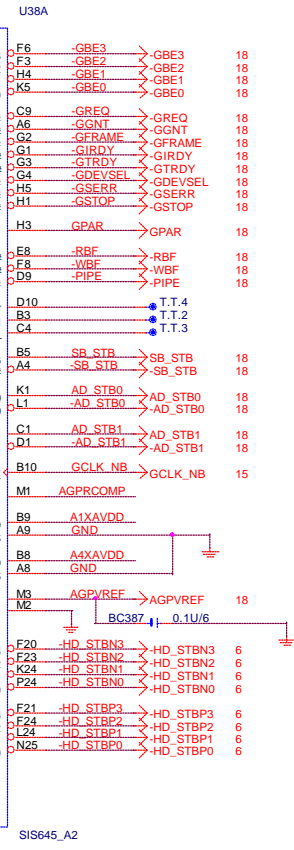 U38A
F6 -GBE3 -GBE3 18
F3 -GBE2 -GBE2 18
H4 -GBE1 -GBE1 18
K5 -GBE0 -GBE0 18
C9 -GREQ -GREQ 18
A6 -GGNT -GGNT 18
G2 -GFRAME -GFRAME 18
G1 -GIRDY -GIRDY 18
G3 -GTRDY -GTRDY 18
G4 -GDEVSEL -GDEVSEL 18
H5 -GSERR -GSERR 18
H1 -GSTOP -GSTOP 18
H3 GPAR GPAR 18
E8 -RBF -RBF 18
F8 -WBF -WBF 18
D9 -PIPE -PIPE 18
D10 T.T.4
B3 T.T.2
C4 T.T.3
B5 SB_STB SB_STB 18
A4 -SB_STB -SB_STB 18
K1 AD_STB0 AD_STB0 18
L1 -AD_STB0 -AD_STB0 18
C1 AD_STB1 AD_STB1 18
D1 -AD_STB1 -AD_STB1 18
B10 GCLK_NB GCLK_NB 15
M1 AGPRCOMP
B9 A1XAVDD
A9 GND
B8 A4XAVDD
A8 GND
M3 AGPVREF AGPVREF 18
M2
BC387 0.1U/6
F20 -HD_STBN3 -HD_STBN3 6
F23 -HD_STBN2 -HD_STBN2 6
K24 -HD_STBN1 -HD_STBN1 6
P24 -HD_STBN0 -HD_STBN0 6
F21 -HD_STBP3 -HD_STBP3 6
F24 -HD_STBP2 -HD_STBP2 6
L24 -HD_STBP1 -HD_STBP1 6
N25 -HD_STBP0 -HD_STBP0 6
SIS645_A2